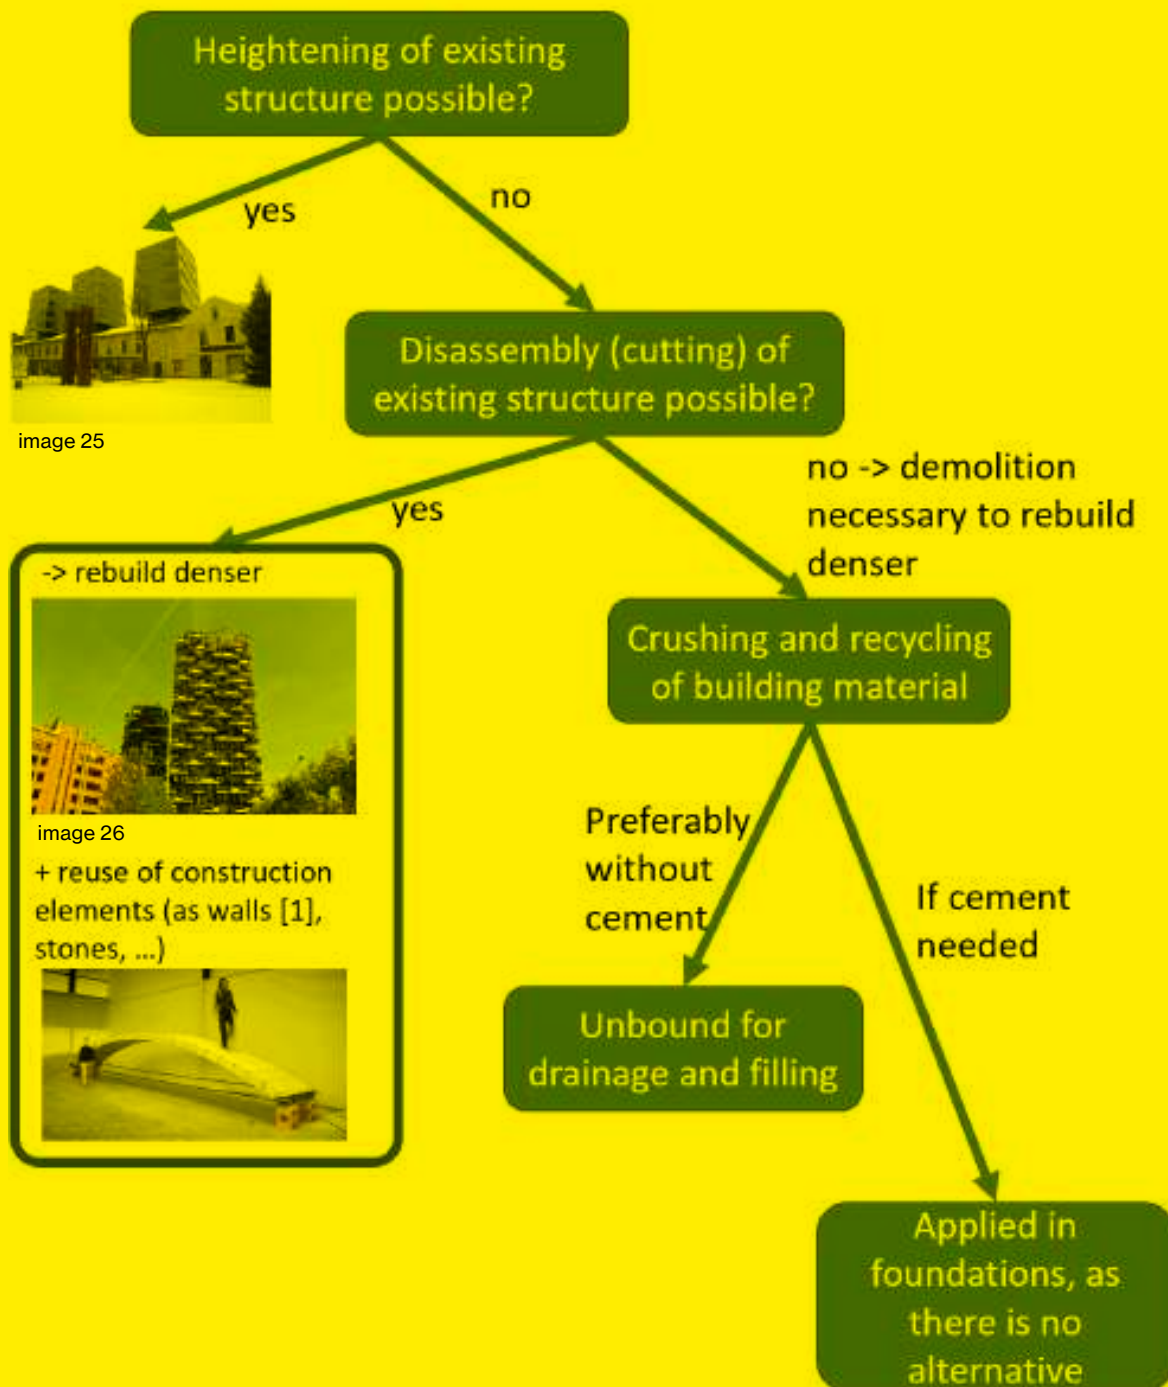 Heightening of existing
structure possible?
yes
no
image 25
Disassembly (cutting) of
existing structure possible?
yes
no -> demolition
necessary to rebuild
denser
-> rebuild denser
image 26
+ reuse of construction
elements (as walls [1],
stones, ...)
Crushing and recycling
of building material
Preferably
without
cement
If cement
needed
Unbound for
drainage and filling
Applied in
foundations, as
there is no
alternative